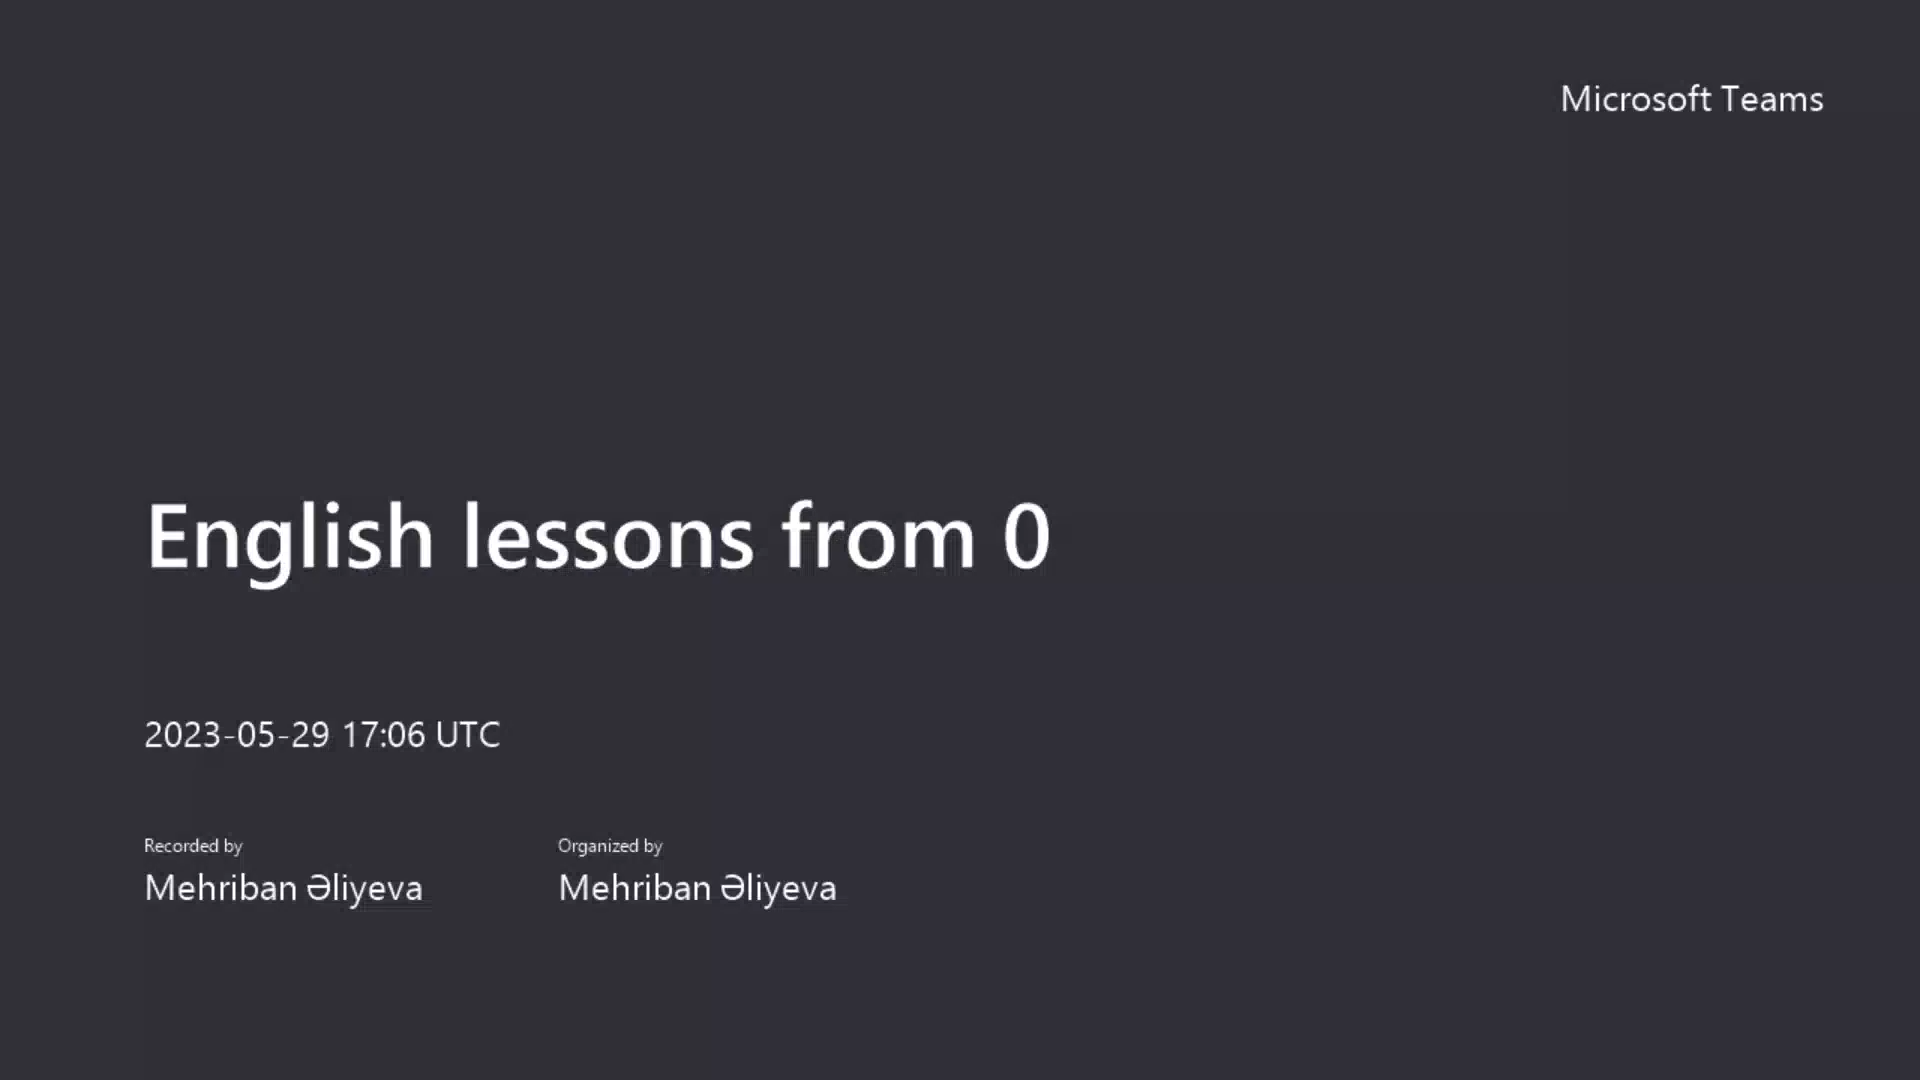 Microsoft Teams
English lessons from 0
2023-05-29 17:06 UTC
Recorded by
Mehriban Əliyeva
Organized by
Mehriban Əliyeva